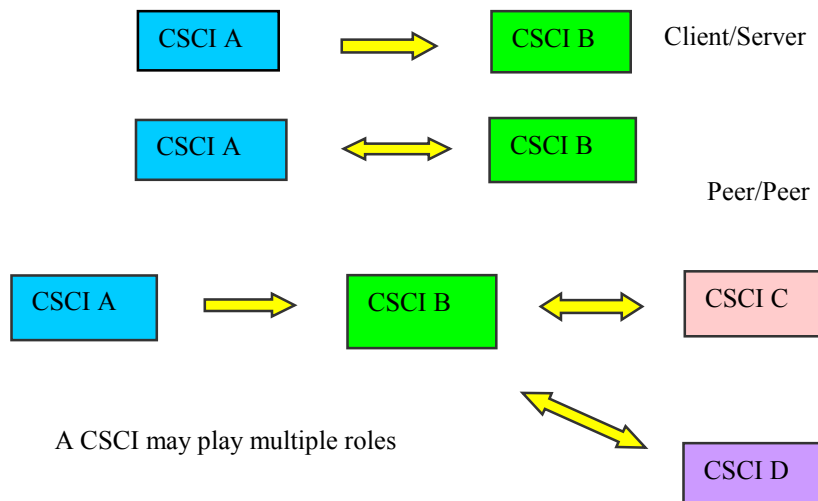 CSCI A
CSCI B
Client/Server
CSCI A
CSCI B
Peer/Peer
CSCI A
CSCI B
CSCI C
A CSCI may play multiple roles
CSCI D